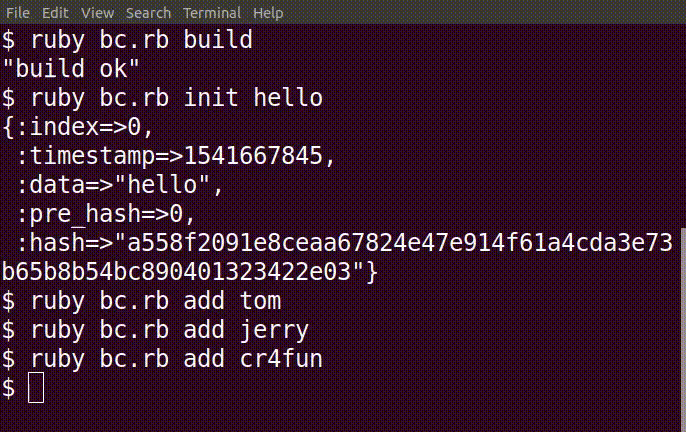 File Edit View Search Terminal Help
$ ruby bc.rb build
"build ok"
$ ruby bc.rb init hello
{:index=>0,
 :timestamp=>1541667845,
 :data=>"hello",
 :pre_hash=>0,
 :hash=>"a558f2091e8ceaa67824e47e914f61a4cda3e73
b65b8b54bc890401323422e03"}
$ ruby bc.rb add tom
$ ruby bc.rb add jerry
$ ruby bc.rb add cr4fun
$